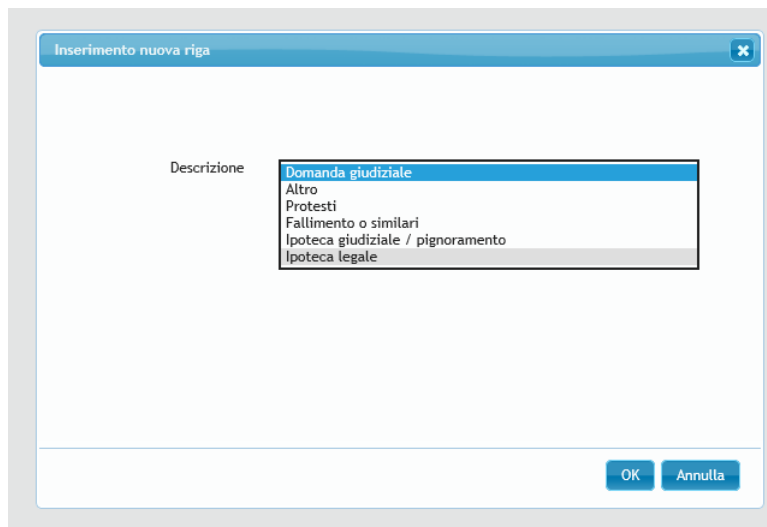 Inserimento nuova riga
Descrizione
Domanda giudiziale
Altro
Protesti
Fallimento o similari
Ipoteca giudiziale / pignoramento
Ipoteca legale
OK
Annulla